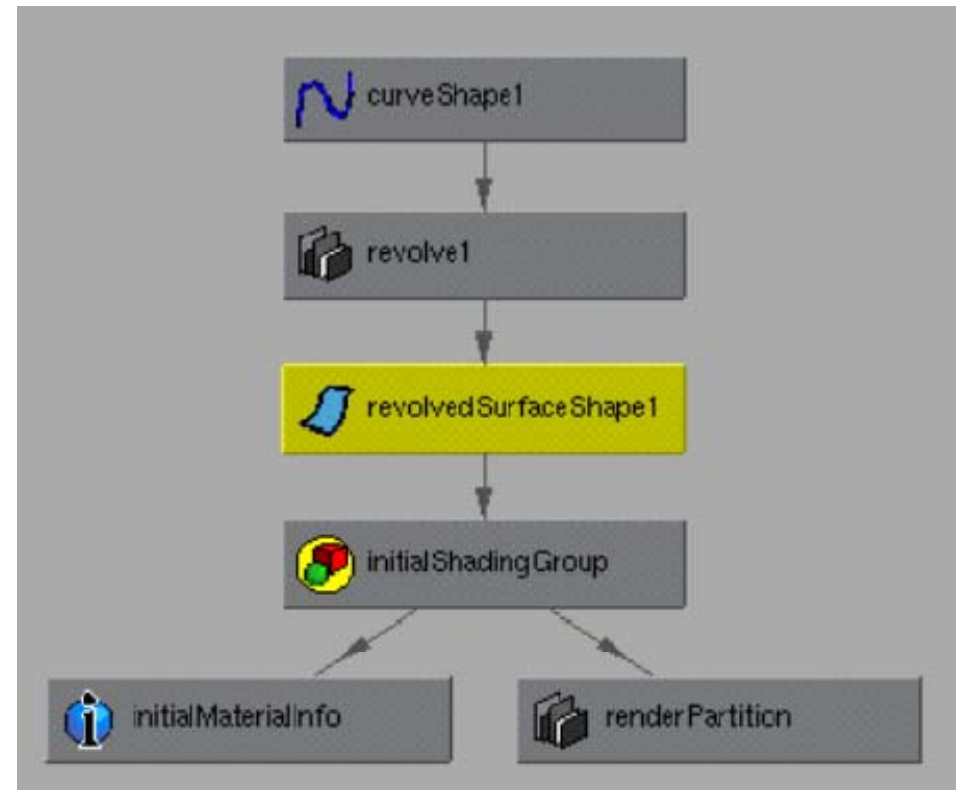 curveShape1
revolve1
revolvedSurfaceShape1
initialShadingGroup
initialMaterialInfo
renderPartition